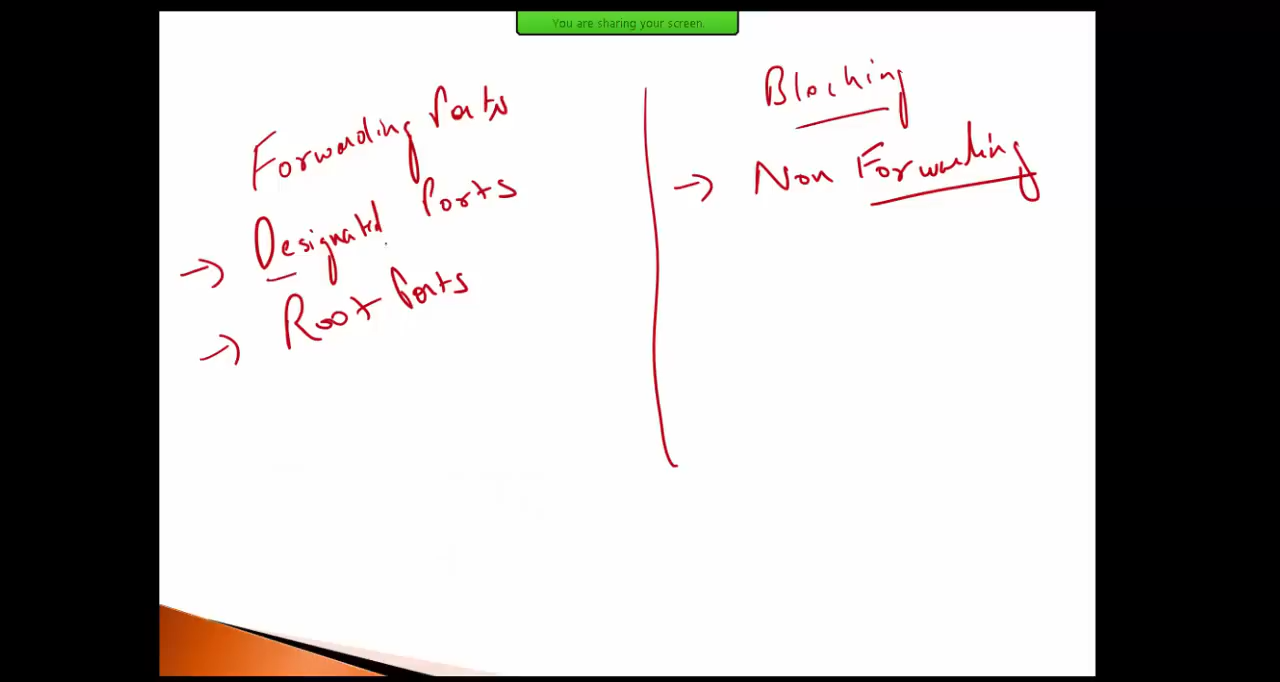 You are sharing your screen.
Forwarding Ports
→ Designated Ports
→ Root Ports
Blocking
→ Non Forwarding